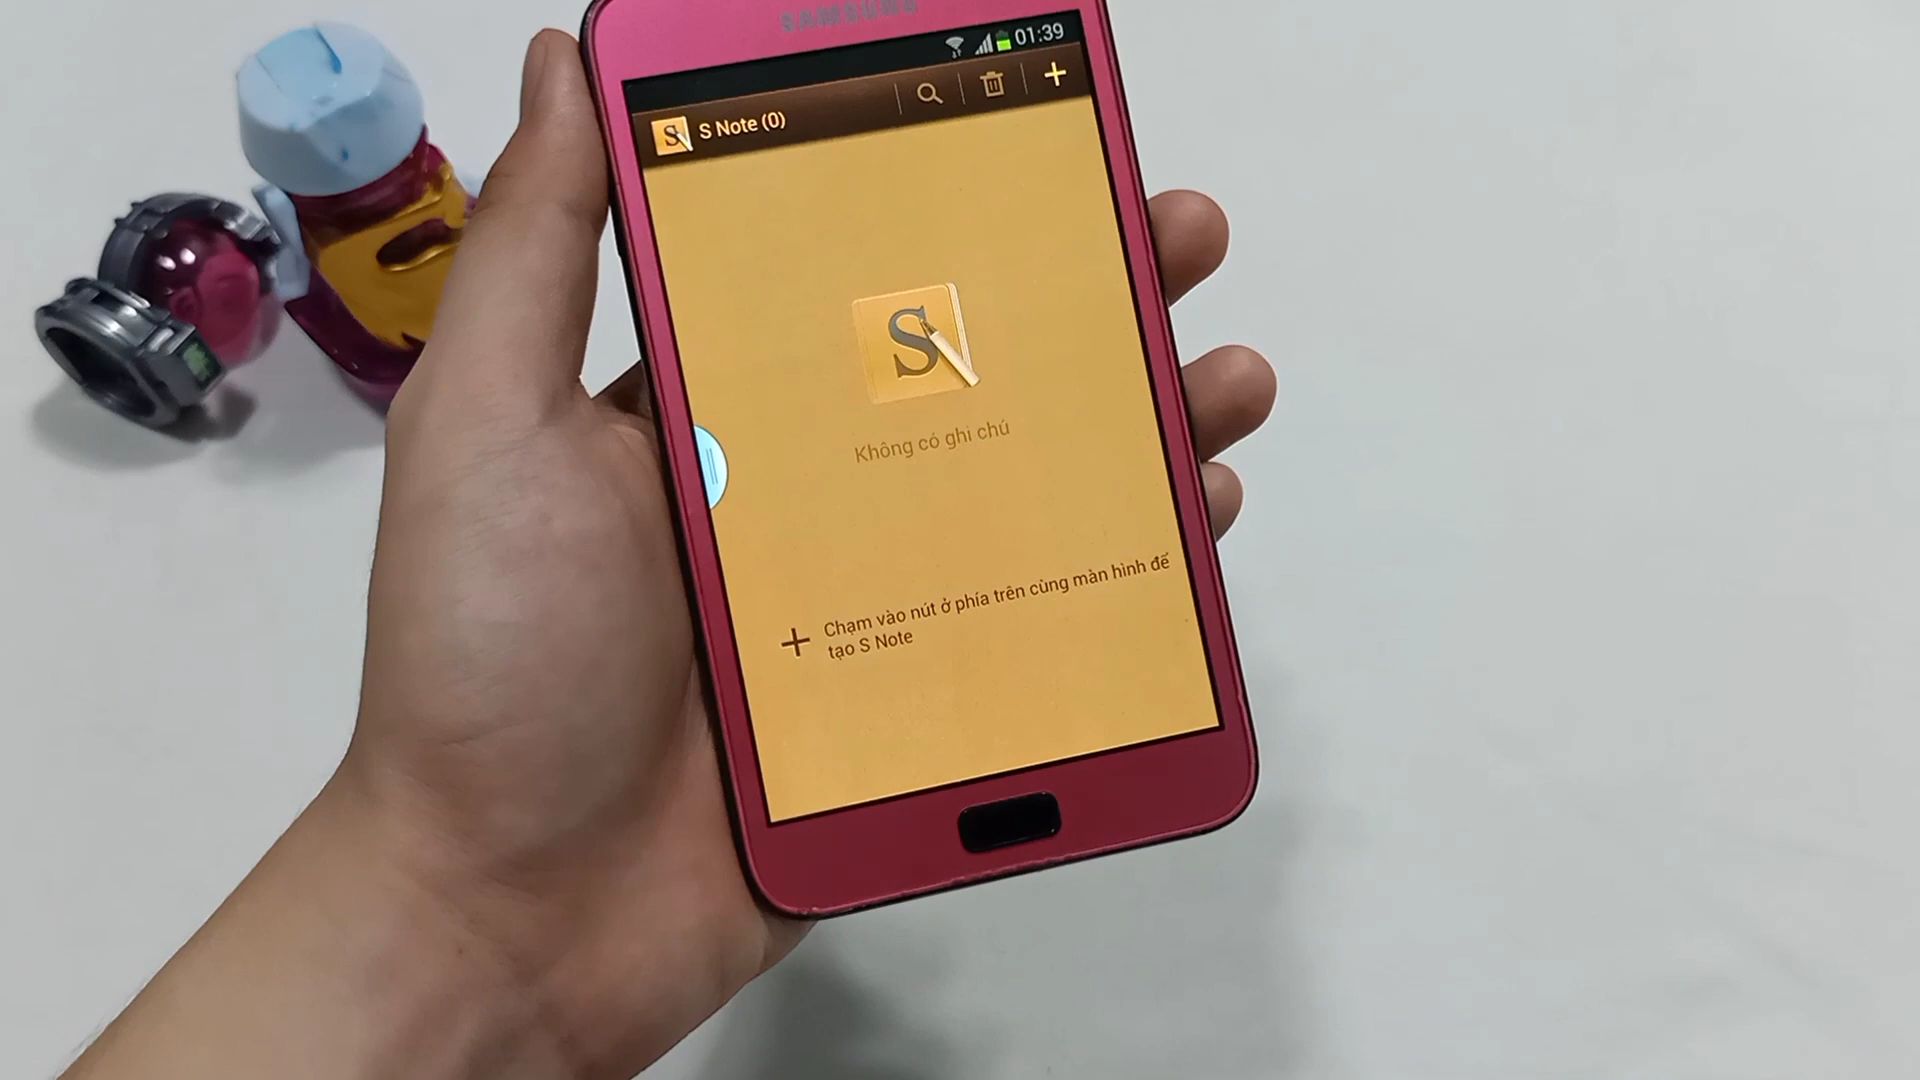 SAMSUNG
01:39
S Note (0)
S
Không có ghi chú
Chạm vào nút ở phía trên cùng màn hình để
tạo S Note